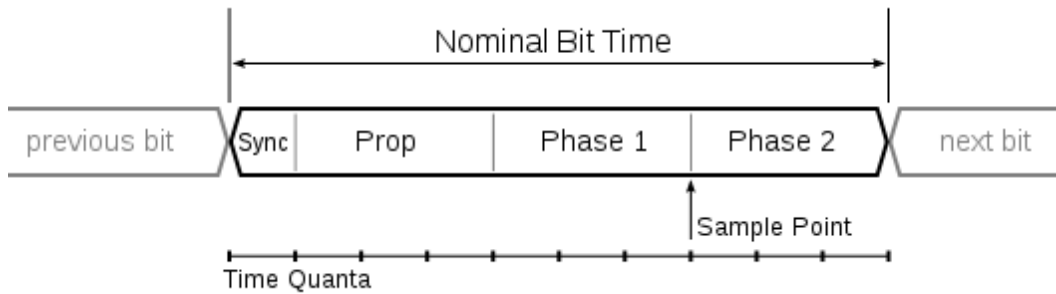 Nominal Bit Time
previous bit
Sync
Prop
Phase 1
Phase 2
next bit
Sample Point
Time Quanta